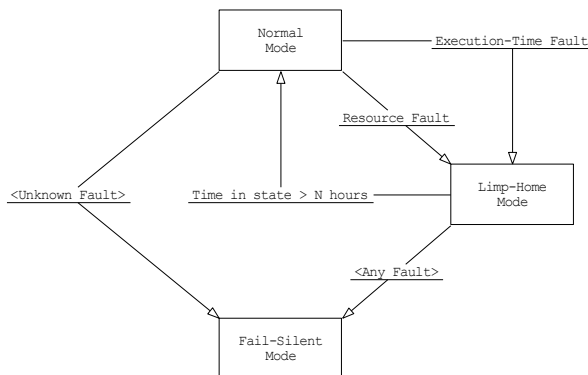 Normal
Mode
Execution-Time Fault
Resource Fault
<Unknown Fault>
Time in state > N hours
Limp-Home
Mode
<Any Fault>
Fail-Silent
Mode